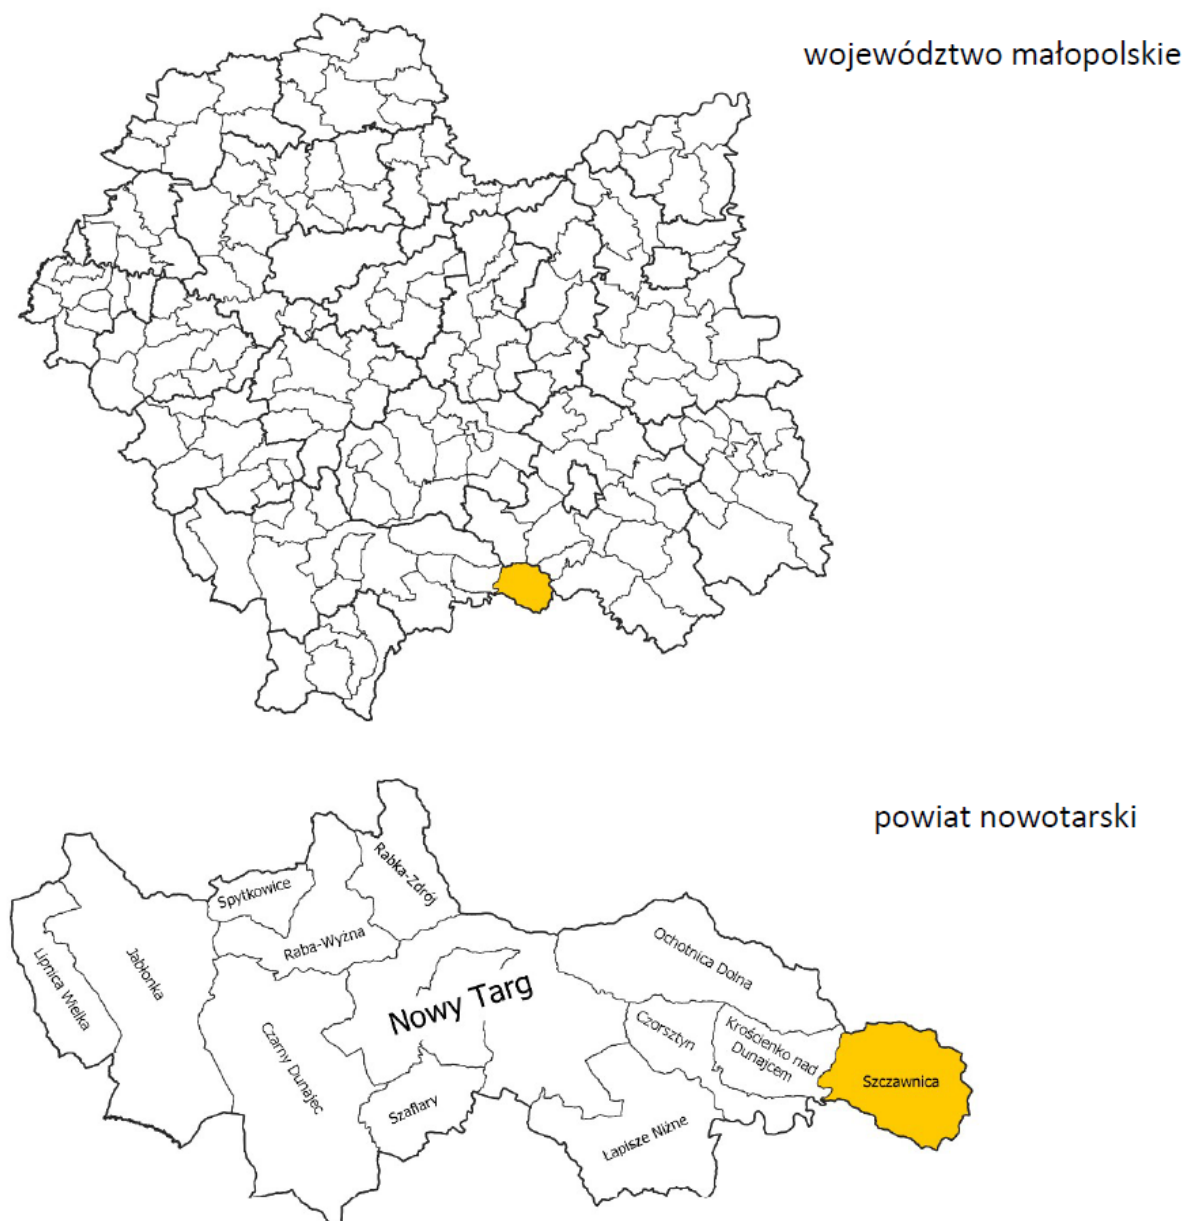 województwo małopolskie
powiat nowotarski
Rabka-Zdrój
Spytkowice
Raba-Wyżna
Ochotnica Dolna
Lipnica Wielka
Jabłonka
Nowy Targ
Czorsztyn
Krościenko nad
Dunajcem
Czarny Dunajec
Szczawnica
Szaflary
Łapisze Niżne